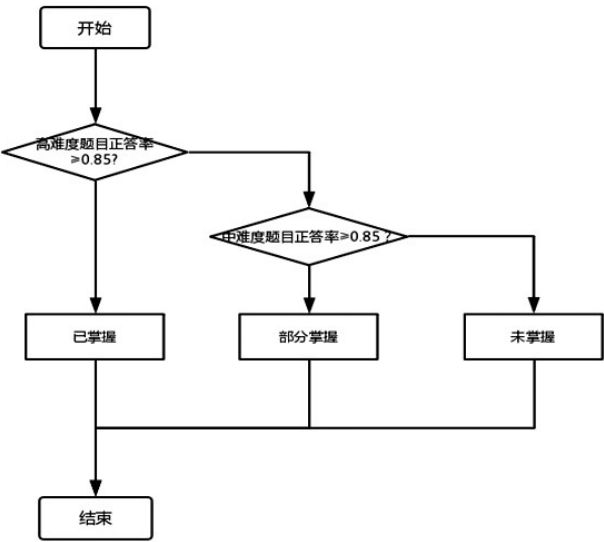 开始
高难度题目正答率
≥0.85?
中难度题目正答率≥0.85？
已掌握
部分掌握
未掌握
结束